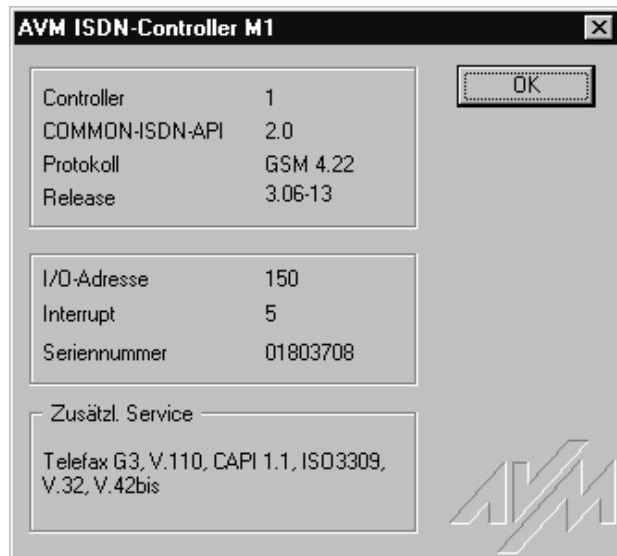 AVM ISDN-Controller M1
OK
Controller 1
COMMON-ISDN-API 2.0
Protokoll GSM 4.22
Release 3.06-13
I/O-Adresse 150
Interrupt 5
Seriennummer 01803708
Zusätzl. Service
Telefax G3, V.110, CAPI 1.1, ISO3309,
V.32, V.42bis
AVM